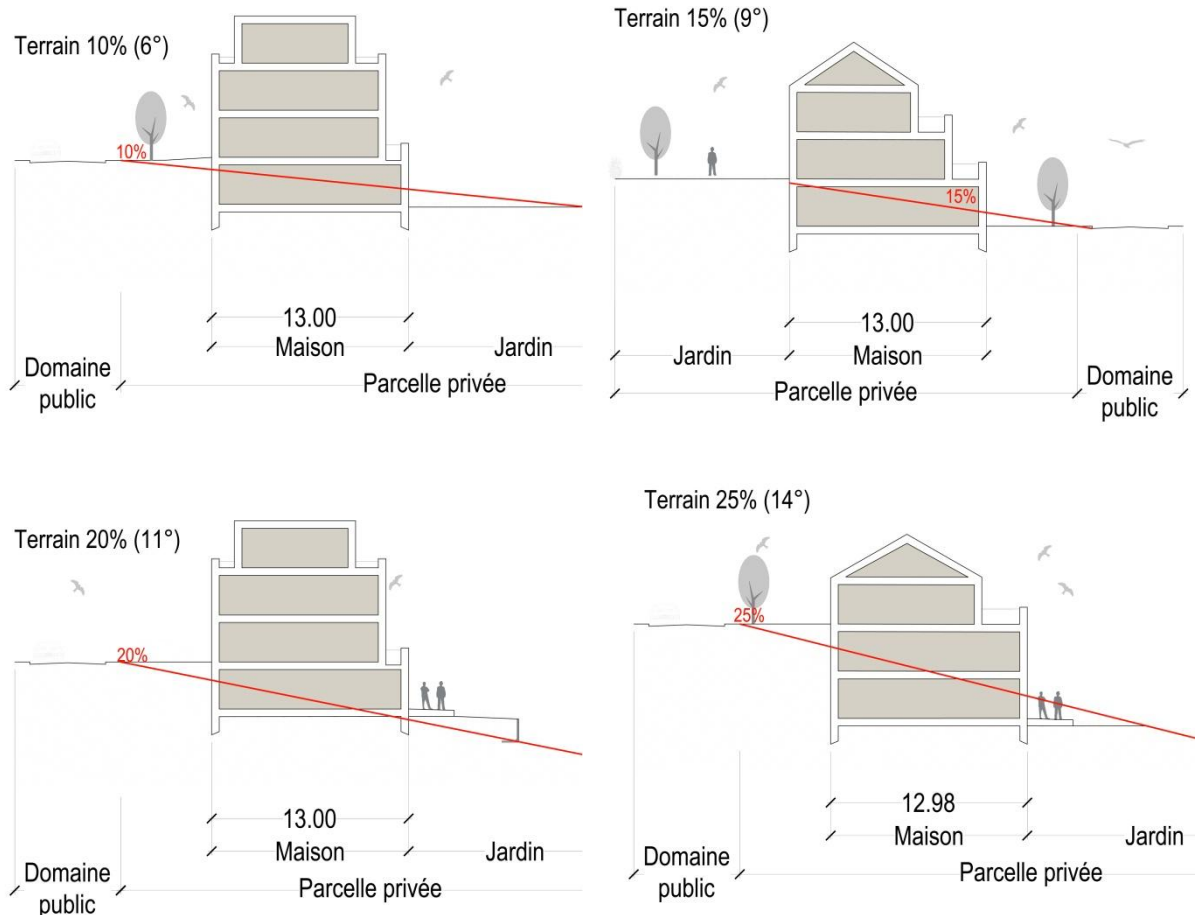 Terrain 10% (6°)
10%
13.00
Maison
Jardin
Domaine
public
Parcelle privée
Terrain 15% (9°)
15%
13.00
Jardin
Maison
Parcelle privée
Domaine
public
Terrain 20% (11°)
20%
13.00
Maison
Jardin
Domaine
public
Parcelle privée
Terrain 25% (14°)
25%
12.98
Maison
Jardin
Domaine
public
Parcelle privée